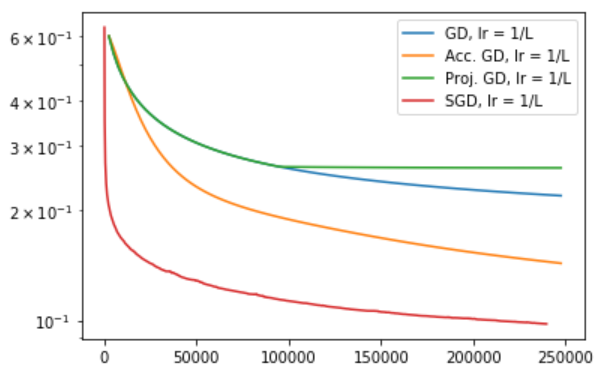 6 × 10⁻¹
4 × 10⁻¹
3 × 10⁻¹
2 × 10⁻¹
10⁻¹
GD, lr = 1/L
Acc. GD, lr = 1/L
Proj. GD, lr = 1/L
SGD, lr = 1/L
0 50000 100000 150000 200000 250000